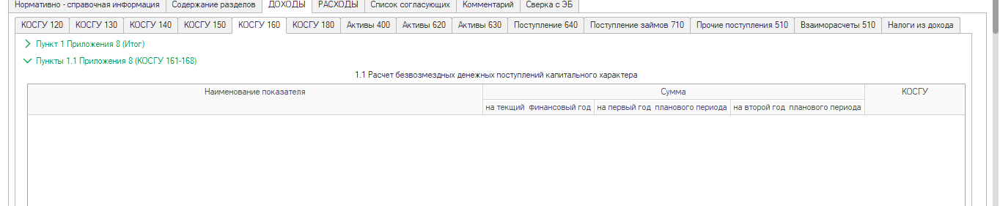 Нормативно - справочная информация Содержание разделов ДОХОДЫ РАСХОДЫ Список согласующих Комментарий Сверка с ЭБ
КОСГУ 120 КОСГУ 130 КОСГУ 140 КОСГУ 150 КОСГУ 160 КОСГУ 180 Активы 400 Активы 620 Активы 630 Поступление 640 Поступление займов 710 Прочие поступления 510 Взаиморасчеты 510 Налоги из дохода
Пункт 1 Приложения 8 (Итог)
Пункты 1.1 Приложения 8 (КОСГУ 161-168)
1.1 Расчет безвозмездных денежных поступлений капитального характера
Наименование показателя Сумма КОСГУ
на текщий финансовый год на первый год планового периода на второй год планового периода